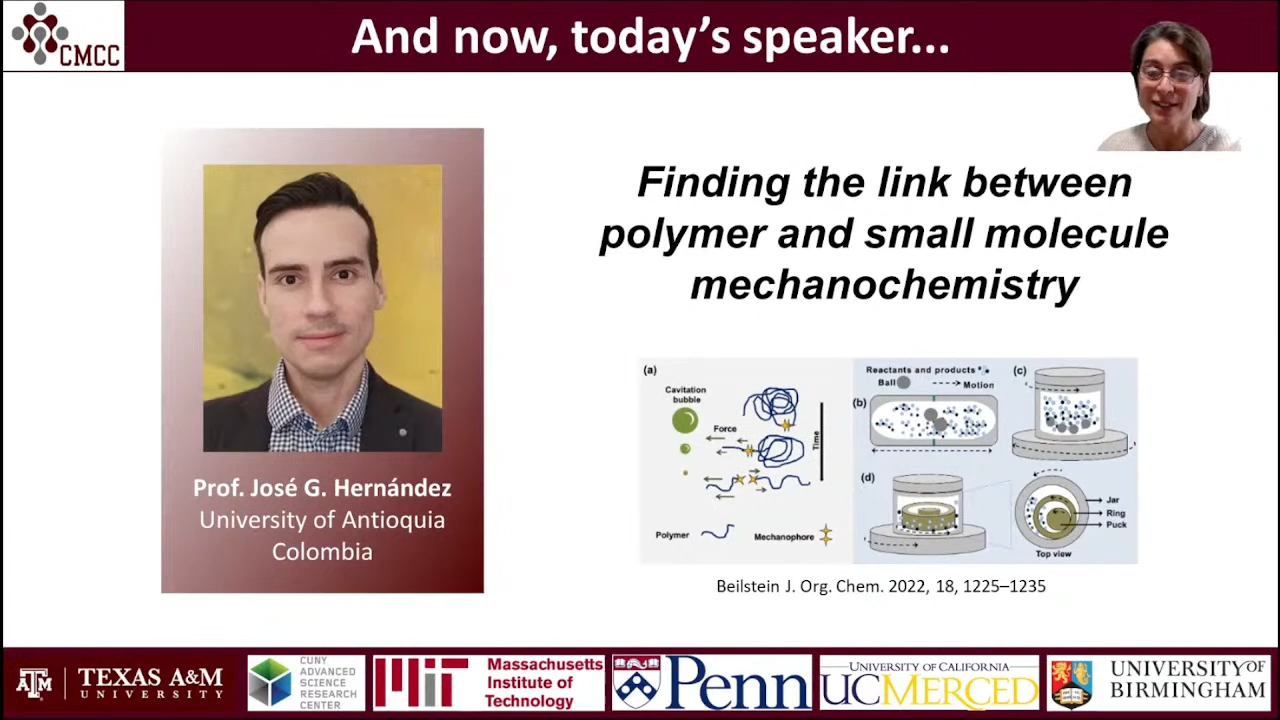 CMCC
And now, today's speaker...
Prof. José G. Hernández
University of Antioquia
Colombia
Finding the link between
polymer and small molecule
mechanochemistry
(a)
Cavitation
bubble
Force
Time
Polymer
Mechanophore
Reactants and products
Ball
Motion
(b)
(c)
(d)
Jar
Ring
Puck
Top view
Beilstein J. Org. Chem. 2022, 18, 1225–1235
ATM
TEXAS A&M
UNIVERSITY
CUNY
ADVANCED
SCIENCE
RESEARCH
CENTER
Massachusetts
Institute of
Technology
Penn
UNIVERSITY OF CALIFORNIA
UCMERCED
UNIVERSITYOF
BIRMINGHAM